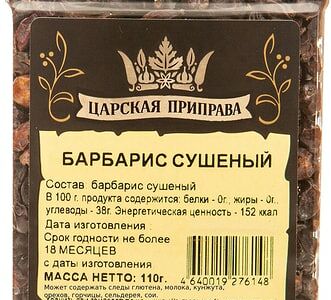 ЦАРСКАЯ ПРИПРАВА
БАРБАРИС СУШЕНЫЙ
Состав барбарис сушеный
В 100 г. продукта содержится: белки - 0г., жиры - 0г.,
углеводы - 38г. Энергетическая ценность - 152 ккал
Дата изготовления :
Срок годности не более
18 МЕСЯЦЕВ
с даты изготовления
МАССА НЕТТО: 110г.
4 640019 276148
Может содержать следы глютена, молока, кунжута,
орехов, горчицы, сельдерея, сои.